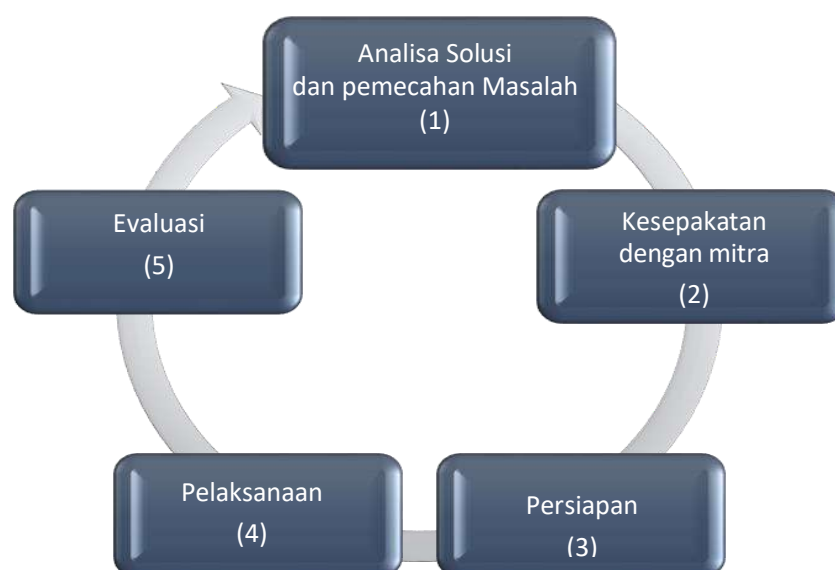 Analisa Solusi
dan pemecahan Masalah
(1)
Kesepakatan
dengan mitra
(2)
Persiapan
(3)
Pelaksanaan
(4)
Evaluasi
(5)